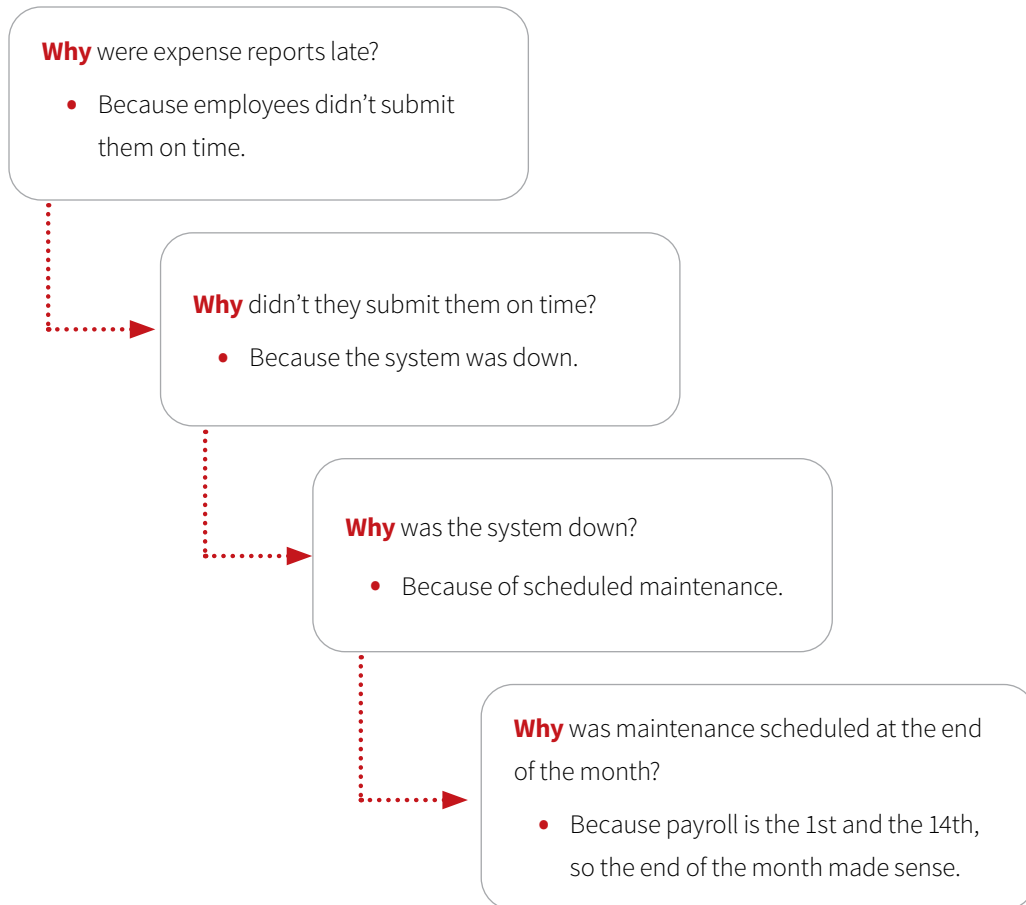 Why were expense reports late?
• Because employees didn’t submit
them on time.
Why didn’t they submit them on time?
• Because the system was down.
Why was the system down?
• Because of scheduled maintenance.
Why was maintenance scheduled at the end
of the month?
• Because payroll is the 1st and the 14th,
so the end of the month made sense.